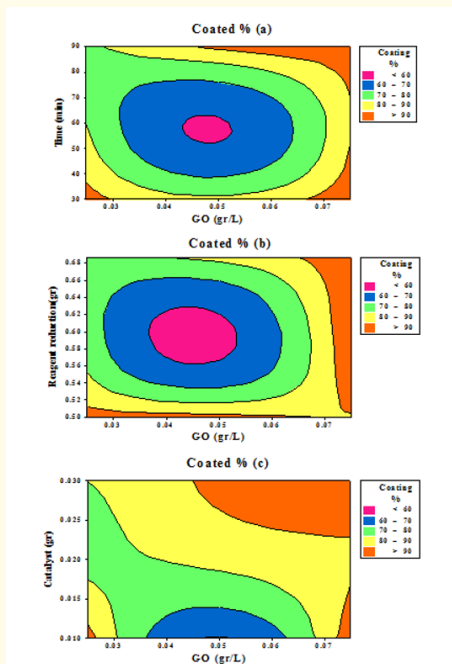 Coated % (a)
90
80
70
60
50
40
30
Time (min)
0.03
0.04
0.05
0.06
0.07
GO (gr/L)
Coating
%
< 60
60 – 70
70 – 80
80 – 90
> 90
Coated % (b)
0.68
0.66
0.64
0.62
0.60
0.58
0.56
0.54
0.52
0.50
Reagent reduction(gr)
0.03
0.04
0.05
0.06
0.07
GO (gr/L)
Coating
%
< 60
60 – 70
70 – 80
80 – 90
> 90
Coated % (c)
0.030
0.025
0.020
0.015
0.010
Catalyst (gr)
0.03
0.04
0.05
0.06
0.07
GO (gr/L)
Coating
%
< 60
60 – 70
70 – 80
80 – 90
> 90